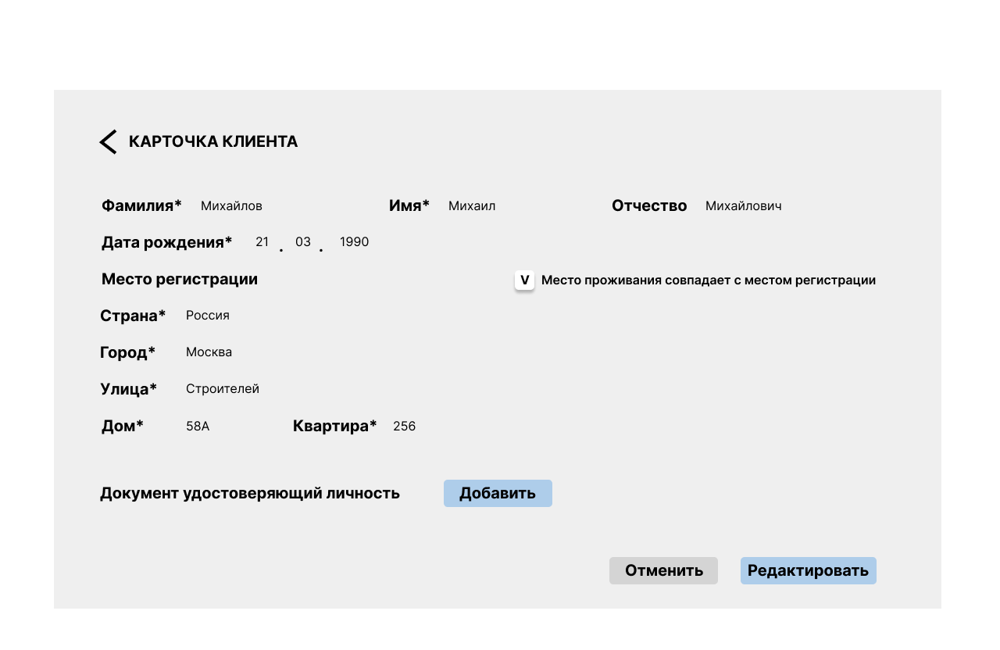 КАРТОЧКА КЛИЕНТА
Фамилия* Михайлов Имя* Михаил Отчество Михайлович
Дата рождения* 21 . 03 . 1990
Место регистрации V Место проживания совпадает с местом регистрации
Страна* Россия
Город* Москва
Улица* Строителей
Дом* 58А Квартира* 256
Документ удостоверяющий личность Добавить
Отменить Редактировать